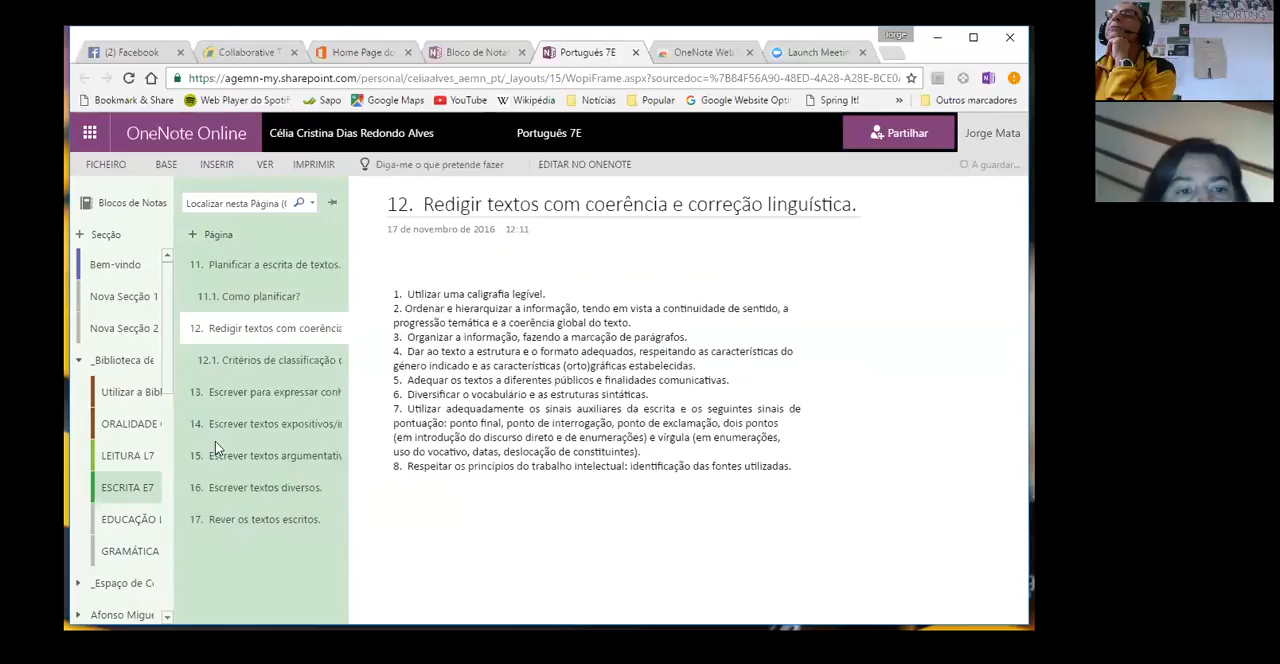 Jorge
(2) Facebook
Collaborative T
Home Page do
Bloco de Notas
Português 7E
OneNote Web
Launch Meetin
https://agemn-my.sharepoint.com/personal/celiaalves_aemn_pt/_layouts/15/WopiFrame.aspx?sourcedoc=%7B84F56A90-48ED-4A28-A28E-BCE0
Bookmark & Share
Web Player do Spotif
Sapo
Google Maps
YouTube
Wikipédia
Notícias
Popular
Google Website Opti
Spring It!
»
Outros marcadores
OneNote Online
Célia Cristina Dias Redondo Alves
Português 7E
Partilhar
Jorge Mata
FICHEIRO
BASE
INSERIR
VER
IMPRIMIR
Diga-me o que pretende fazer
EDITAR NO ONENOTE
A guardar...
Blocos de Notas
+ Secção
Bem-vindo
Nova Secção 1
Nova Secção 2
_Biblioteca de
Utilizar a Bibl
ORALIDADE
LEITURA L7
ESCRITA E7
EDUCAÇÃO L
GRAMÁTICA
_Espaço de Co
Afonso Migue
Localizar nesta Página (C
+ Página
11. Planificar a escrita de textos.
11.1. Como planificar?
12. Redigir textos com coerência
12.1. Critérios de classificação
13. Escrever para expressar conh
14. Escrever textos expositivos/i
15. Escrever textos argumentativ
16. Escrever textos diversos.
17. Rever os textos escritos.
12. Redigir textos com coerência e correção linguística.
17 de novembro de 2016 12:11
1. Utilizar uma caligrafia legível.
2. Ordenar e hierarquizar a informação, tendo em vista a continuidade de sentido, a
progressão temática e a coerência global do texto.
3. Organizar a informação, fazendo a marcação de parágrafos.
4. Dar ao texto a estrutura e o formato adequados, respeitando as características do
género indicado e as características (orto)gráficas estabelecidas.
5. Adequar os textos a diferentes públicos e finalidades comunicativas.
6. Diversificar o vocabulário e as estruturas sintáticas.
7. Utilizar adequadamente os sinais auxiliares da escrita e os seguintes sinais de
pontuação: ponto final, ponto de interrogação, ponto de exclamação, dois pontos
(em introdução do discurso direto e de enumerações) e vírgula (em enumerações,
uso do vocativo, datas, deslocação de constituintes).
8. Respeitar os princípios do trabalho intelectual: identificação das fontes utilizadas.
SPORTING